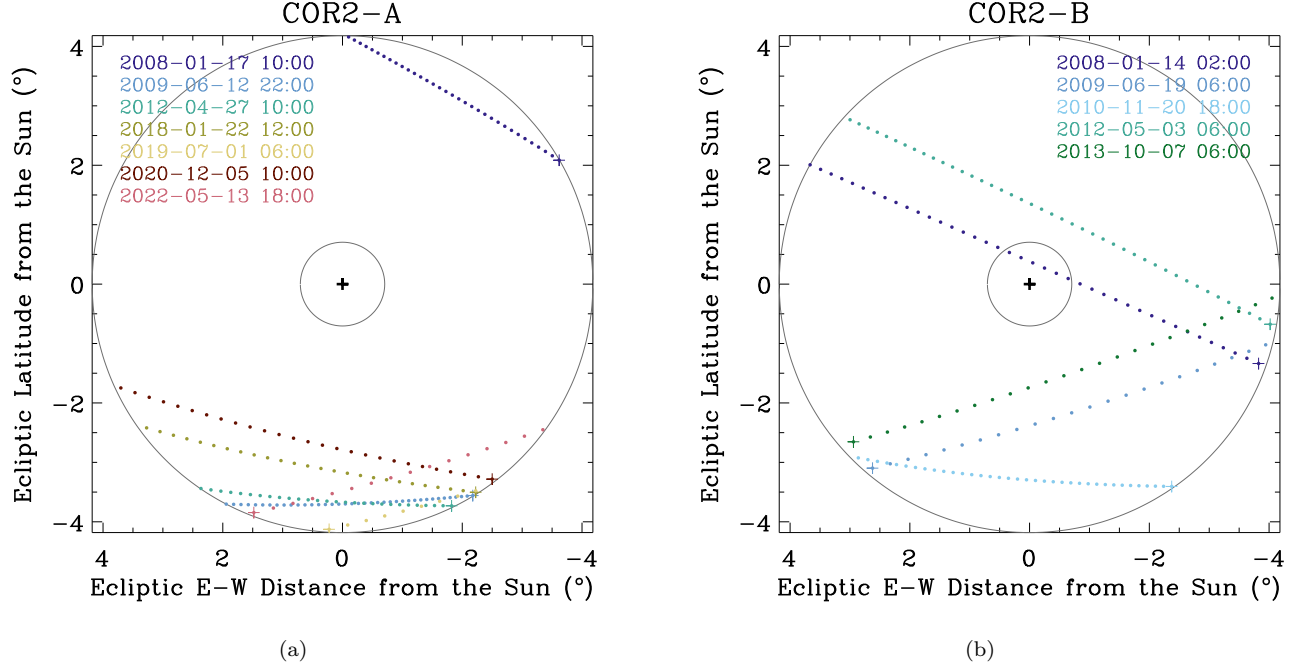 COR2-A
Ecliptic Latitude from the Sun (°)
4
2
0
−2
−4
2008−01−17 10:00
2009−06−12 22:00
2012−04−27 10:00
2018−01−22 12:00
2019−07−01 06:00
2020−12−05 10:00
2022−05−13 18:00
4 2 0 −2 −4
Ecliptic E−W Distance from the Sun (°)
(a)
COR2-B
Ecliptic Latitude from the Sun (°)
4
2
0
−2
−4
2008−01−14 02:00
2009−06−19 06:00
2010−11−20 18:00
2012−05−03 06:00
2013−10−07 06:00
4 2 0 −2 −4
Ecliptic E−W Distance from the Sun (°)
(b)